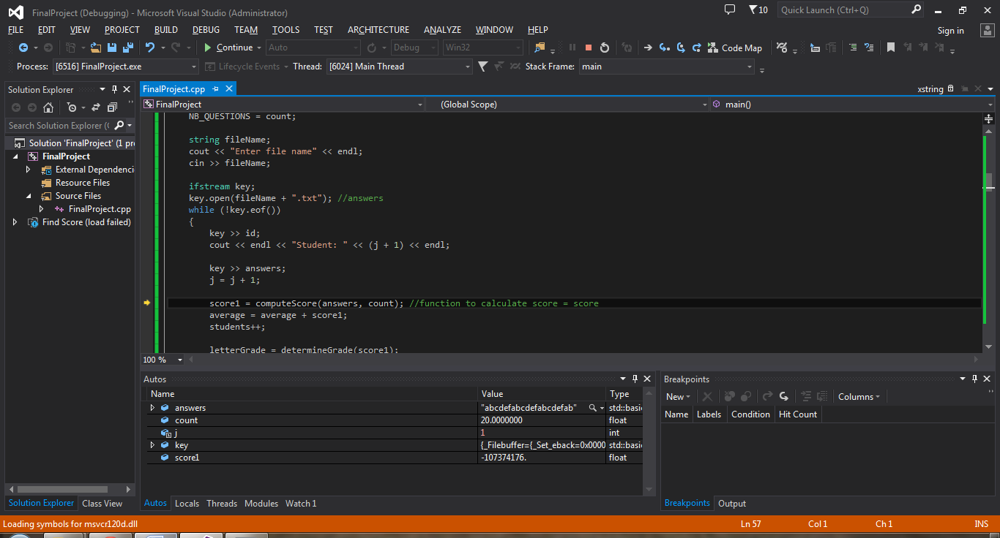 FinalProject (Debugging) - Microsoft Visual Studio (Administrator)
10
Quick Launch (Ctrl+Q)
FILE EDIT VIEW PROJECT BUILD DEBUG TEAM TOOLS TEST ARCHITECTURE ANALYZE WINDOW HELP
Sign in
Continue Auto Debug Win32 Code Map
Process: [6516] FinalProject.exe Lifecycle Events Thread: [6024] Main Thread Stack Frame: main
Solution Explorer
Search Solution Explorer (
Solution 'FinalProject' (1 pr
FinalProject
External Dependenci
Resource Files
Source Files
FinalProject.cpp
Find Score (load failed)
Solution Explorer Class View
FinalProject.cpp
xstring
FinalProject (Global Scope) main()
NB_QUESTIONS = count;
string fileName;
cout << "Enter file name" << endl;
cin >> fileName;
ifstream key;
key.open(fileName + ".txt"); //answers
while (!key.eof())
{
key >> id;
cout << endl << "Student: " << (j + 1) << endl;
key >> answers;
j = j + 1;
score1 = computeScore(answers, count); //function to calculate score = score
average = average + score1;
students++;
letterGrade = determineGrade(score1);
100 %
Autos
Name Value Type
answers "abcdefabcdefabcdefab" std::basi
count 20.0000000 float
j 1 int
key {_Filebuffer={_Set_eback=0x0000 std::basi
score1 -107374176. float
Autos Locals Threads Modules Watch 1
Breakpoints
New Columns
Name Labels Condition Hit Count
Breakpoints Output
Loading symbols for msvcr120d.dll Ln 57 Col 1 Ch 1 INS